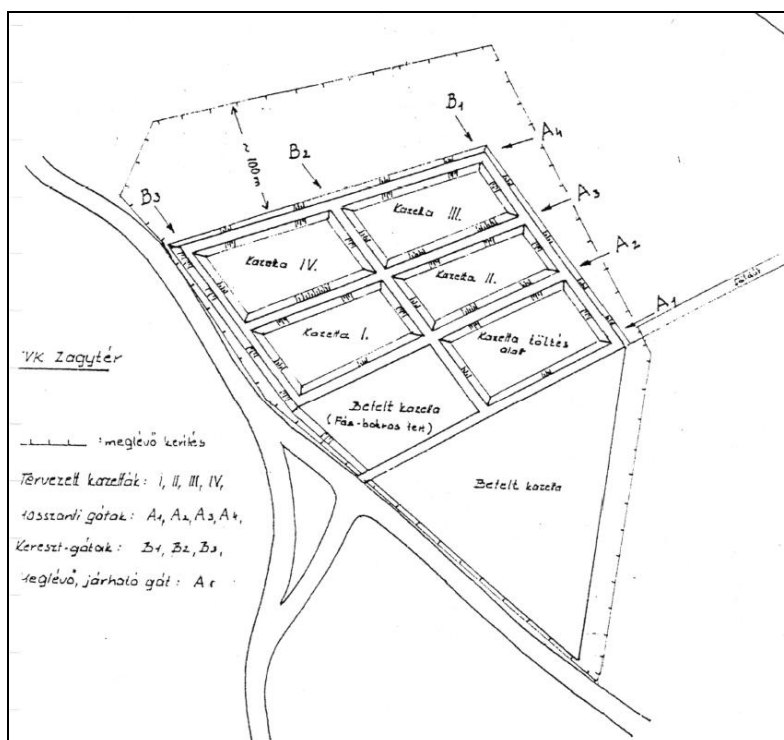 B1
A4
B2
~ 100m
A3
B3
Kazetta III.
A2
Kazetta IV.
Kazetta II.
A1
Kazetta I.
Kazetta töltés
alatt
VK Zagytér
Betelt kazetta
(Fás-bokros ter.)
Betelt kazetta
: meglévő kerítés
Tervezett kazetták: I, II, III, IV,
Hosszanti gátak: A1, A2, A3, A4,
Kereszt-gátak: B1, B2, B3,
Meglévő, járható gát: A1